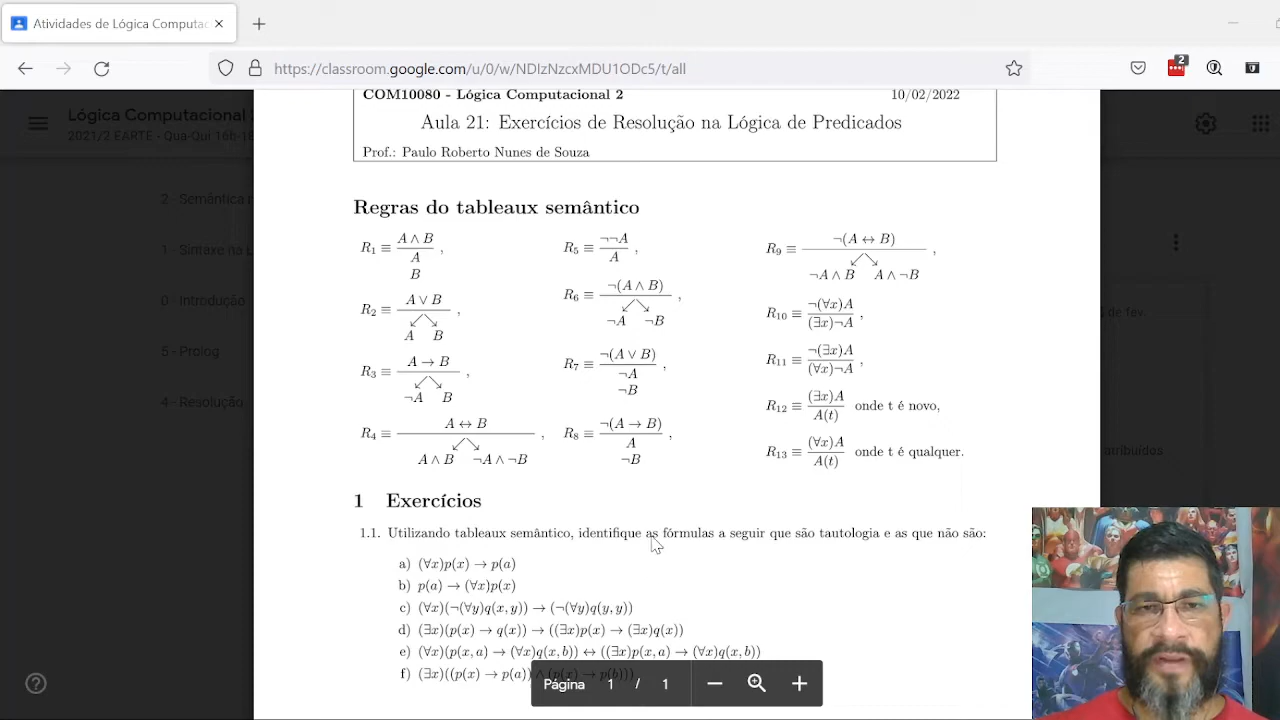 Atividades de Lógica Computac
https://classroom.google.com/u/0/w/NDIzNzcxMDU1ODc5/t/all
2
Lógica Computacional 2
2021/2 EARTE - Qua-Qui 16h-18
COM10080 - Lógica Computacional 2 10/02/2022
Aula 21: Exercícios de Resolução na Lógica de Predicados
Prof.: Paulo Roberto Nunes de Souza
2 - Semântica
1 - Sintaxe na L
0 - Introdução
5 - Prolog
4 - Resolução
de fev.
atribuídos
Regras do tableaux semântico
R1 ≡ A ∧ B
A
B ,
R2 ≡ A ∨ B
↙↘
A B ,
R3 ≡ A → B
↙↘
¬A B ,
R4 ≡ A ↔ B
↙↘
A ∧ B ¬A ∧ ¬B ,
R5 ≡ ¬¬A
A ,
R6 ≡ ¬(A ∧ B)
↙↘
¬A ¬B ,
R7 ≡ ¬(A ∨ B)
¬A
¬B ,
R8 ≡ ¬(A → B)
A
¬B ,
R9 ≡ ¬(A ↔ B)
↙↘
¬A ∧ B A ∧ ¬B ,
R10 ≡ ¬(∀x)A
(∃x)¬A ,
R11 ≡ ¬(∃x)A
(∀x)¬A ,
R12 ≡ (∃x)A
A(t) onde t é novo,
R13 ≡ (∀x)A
A(t) onde t é qualquer.
1 Exercícios
1.1. Utilizando tableaux semântico, identifique as fórmulas a seguir que são tautologia e as que não são:
a) (∀x)p(x) → p(a)
b) p(a) → (∀x)p(x)
c) (∀x)(¬(∀y)q(x, y)) → (¬(∀y)q(y, y))
d) (∃x)(p(x) → q(x)) → ((∃x)p(x) → (∃x)q(x))
e) (∀x)(p(x, a) → (∀x)q(x, b)) ↔ ((∃x)p(x, a) → (∀x)q(x, b))
f) (∃x)((p(x) → p(a)) ∧ (p(x) → p(b)))
Página 1 / 1